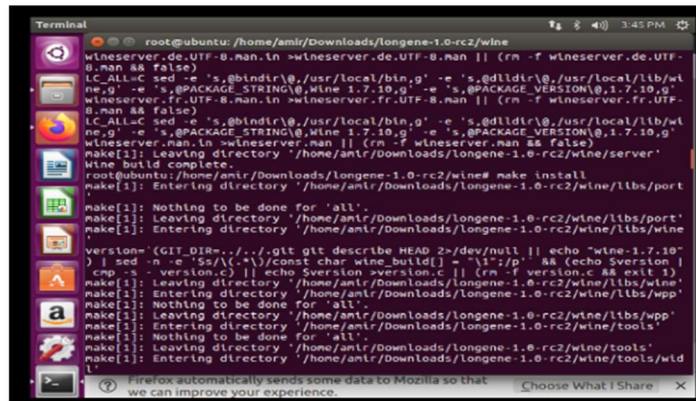 Terminal 3:45 PM
root@ubuntu: /home/amir/Downloads/longene-1.0-rc2/wine
wineserver.de.UTF-8.man.in >wineserver.de.UTF-8.man || (rm -f wineserver.de.UTF-
8.man && false)
LC_ALL=C sed -e 's,@bindir\@,/usr/local/bin,g' -e 's,@dlldir\@,/usr/local/lib/wi
ne,g' -e 's,@PACKAGE_STRING\@,Wine 1.7.10,g' -e 's,@PACKAGE_VERSION\@,1.7.10,g'
wineserver.fr.UTF-8.man.in >wineserver.fr.UTF-8.man || (rm -f wineserver.fr.UTF-
8.man && false)
LC_ALL=C sed -e 's,@bindir\@,/usr/local/bin,g' -e 's,@dlldir\@,/usr/local/lib/wi
ne,g' -e 's,@PACKAGE_STRING\@,Wine 1.7.10,g' -e 's,@PACKAGE_VERSION\@,1.7.10,g'
wineserver.man.in >wineserver.man || (rm -f wineserver.man && false)
make[1]: Leaving directory '/home/amir/Downloads/longene-1.0-rc2/wine/server'
Wine build complete.
root@ubuntu:/home/amir/Downloads/longene-1.0-rc2/wine# make install
make[1]: Entering directory '/home/amir/Downloads/longene-1.0-rc2/wine/libs/port
'
make[1]: Nothing to be done for 'all'.
make[1]: Leaving directory '/home/amir/Downloads/longene-1.0-rc2/wine/libs/port'
make[1]: Entering directory '/home/amir/Downloads/longene-1.0-rc2/wine/libs/wine
'
version=`(GIT_DIR=../../.git git describe HEAD 2>/dev/null || echo "wine-1.7.10"
) | sed -n -e '$s/\(.*\)/const char wine_build[] = "\1";/p'` && (echo $version |
 cmp -s - version.c) || echo $version >version.c || (rm -f version.c && exit 1)
make[1]: Leaving directory '/home/amir/Downloads/longene-1.0-rc2/wine/libs/wine'
make[1]: Entering directory '/home/amir/Downloads/longene-1.0-rc2/wine/libs/wpp'
make[1]: Nothing to be done for 'all'.
make[1]: Leaving directory '/home/amir/Downloads/longene-1.0-rc2/wine/libs/wpp'
make[1]: Entering directory '/home/amir/Downloads/longene-1.0-rc2/wine/tools'
make[1]: Nothing to be done for 'all'.
make[1]: Leaving directory '/home/amir/Downloads/longene-1.0-rc2/wine/tools'
make[1]: Entering directory '/home/amir/Downloads/longene-1.0-rc2/wine/tools/wid
l'
Firefox automatically sends some data to Mozilla so that
we can improve your experience.
Choose What I Share